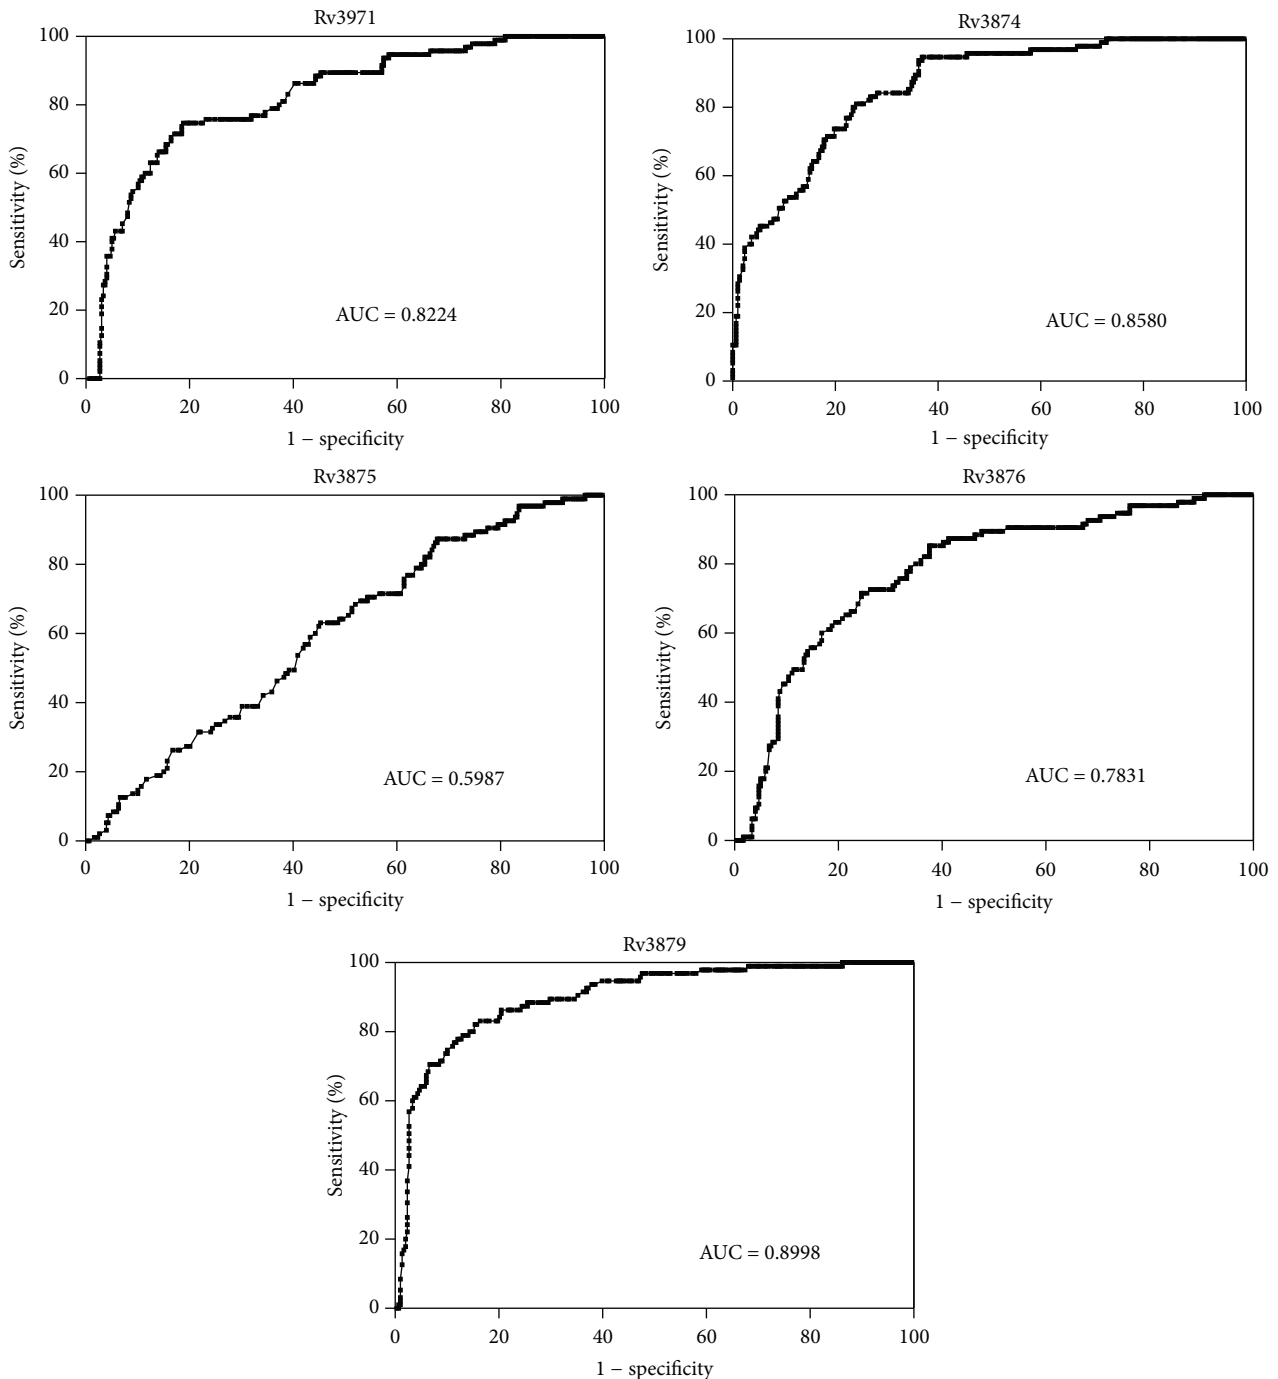 Rv3971
100
80
60
40
20
0
Sensitivity (%)
AUC = 0.8224
0 20 40 60 80 100
1 − specificity
Rv3874
100
80
60
40
20
0
Sensitivity (%)
AUC = 0.8580
0 20 40 60 80 100
1 − specificity
Rv3875
100
80
60
40
20
0
Sensitivity (%)
AUC = 0.5987
0 20 40 60 80 100
1 − specificity
Rv3876
100
80
60
40
20
0
Sensitivity (%)
AUC = 0.7831
0 20 40 60 80 100
1 − specificity
Rv3879
100
80
60
40
20
0
Sensitivity (%)
AUC = 0.8998
0 20 40 60 80 100
1 − specificity